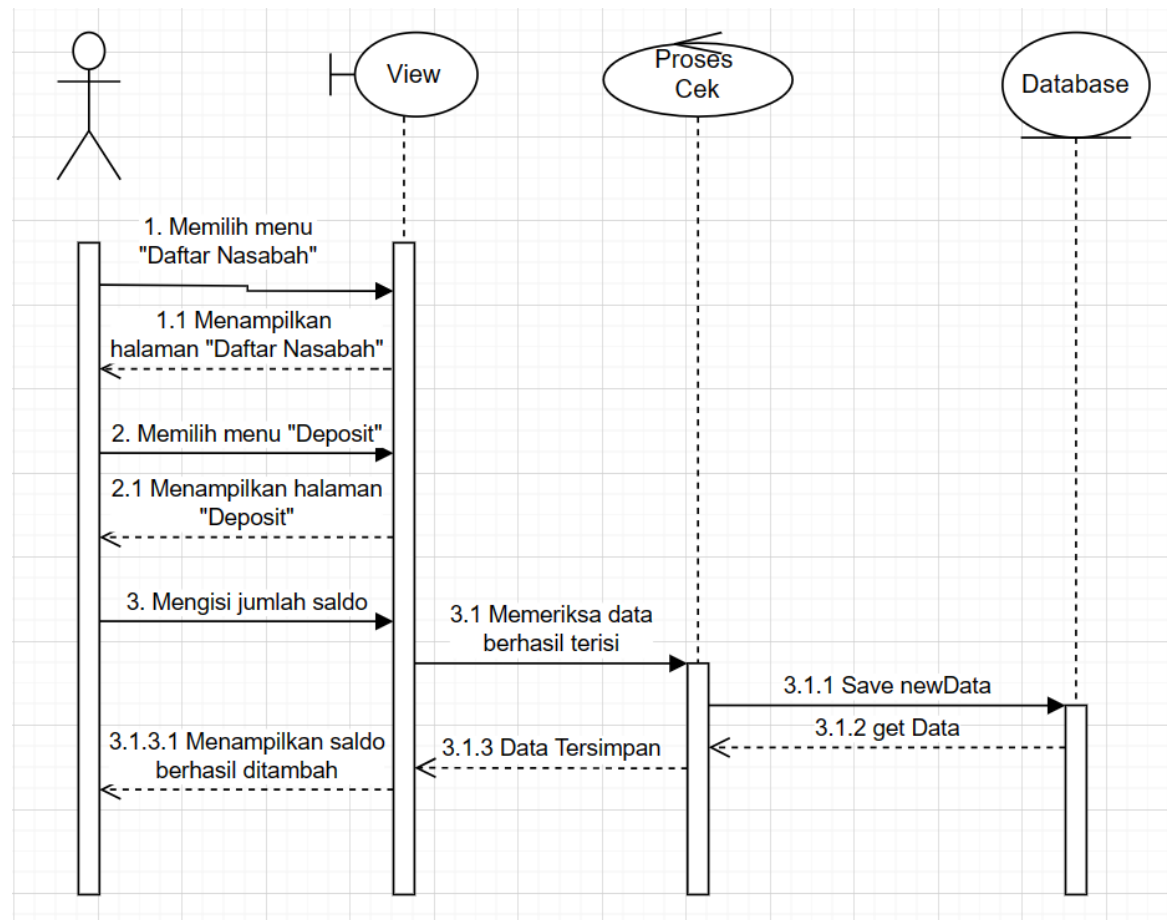 View
Proses
Cek
Database
1. Memilih menu
"Daftar Nasabah"
1.1 Menampilkan
halaman "Daftar Nasabah"
2. Memilih menu "Deposit"
2.1 Menampilkan halaman
"Deposit"
3. Mengisi jumlah saldo
3.1 Memeriksa data
berhasil terisi
3.1.1 Save newData
3.1.2 get Data
3.1.3 Data Tersimpan
3.1.3.1 Menampilkan saldo
berhasil ditambah